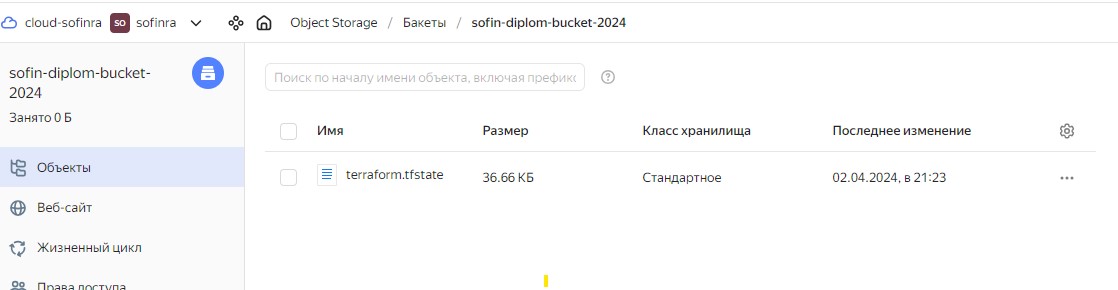 cloud-sofinra SO sofinra Object Storage / Бакеты / sofin-diplom-bucket-2024
sofin-diplom-bucket-
2024
Занято 0 Б
Объекты
Веб-сайт
Жизненный цикл
Права доступа
Поиск по началу имени объекта, включая префикс
Имя Размер Класс хранилища Последнее изменение
terraform.tfstate 36.66 КБ Стандартное 02.04.2024, в 21:23